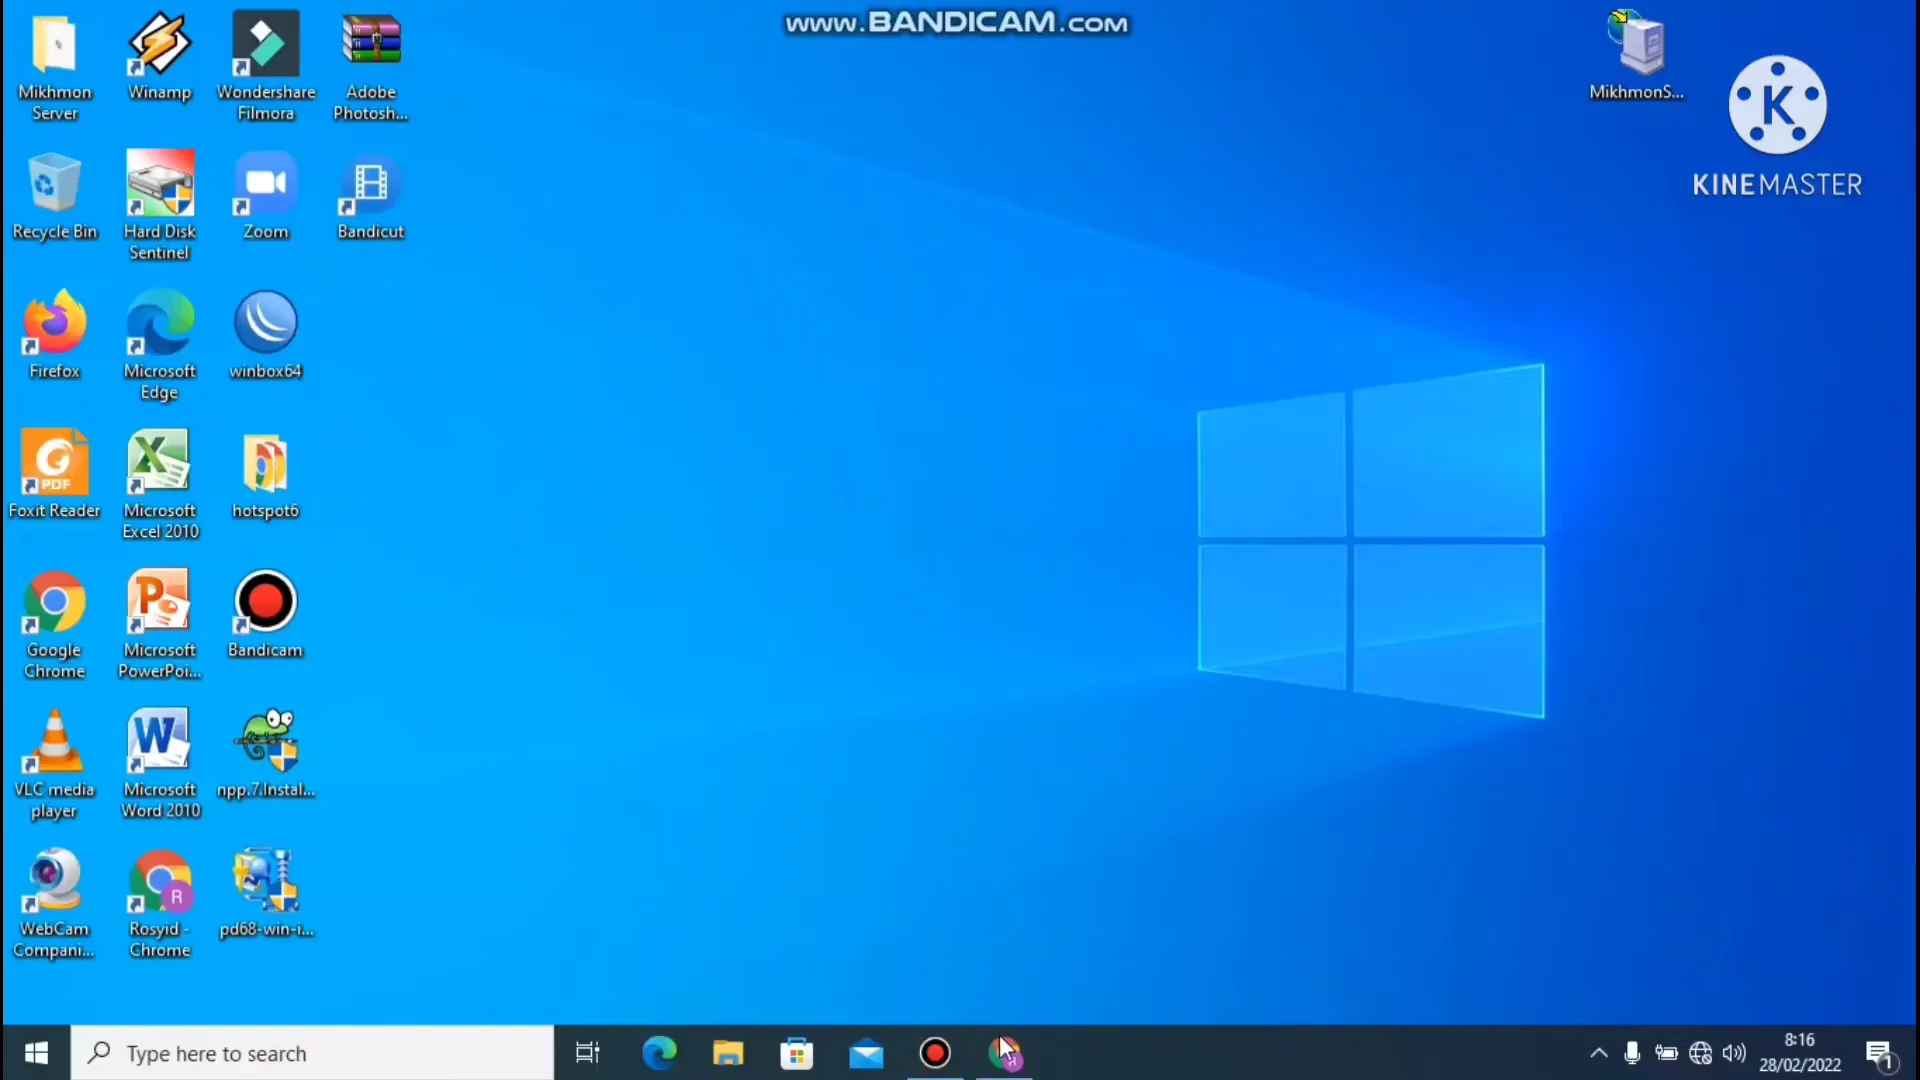 www.BANDICAM.com
KINEMASTER
Mikhmon
Server
Winamp
Wondershare
Filmora
Adobe
Photosh...
MikhmonS...
Recycle Bin
Hard Disk
Sentinel
Zoom
Bandicut
Firefox
Microsoft
Edge
winbox64
PDF
Foxit Reader
Microsoft
Excel 2010
hotspot6
Google
Chrome
Microsoft
PowerPoi...
Bandicam
VLC media
player
Microsoft
Word 2010
npp.7.Instal...
WebCam
Compani...
R
Rosyid -
Chrome
pd68-win-i...
Type here to search
8:16
28/02/2022
1